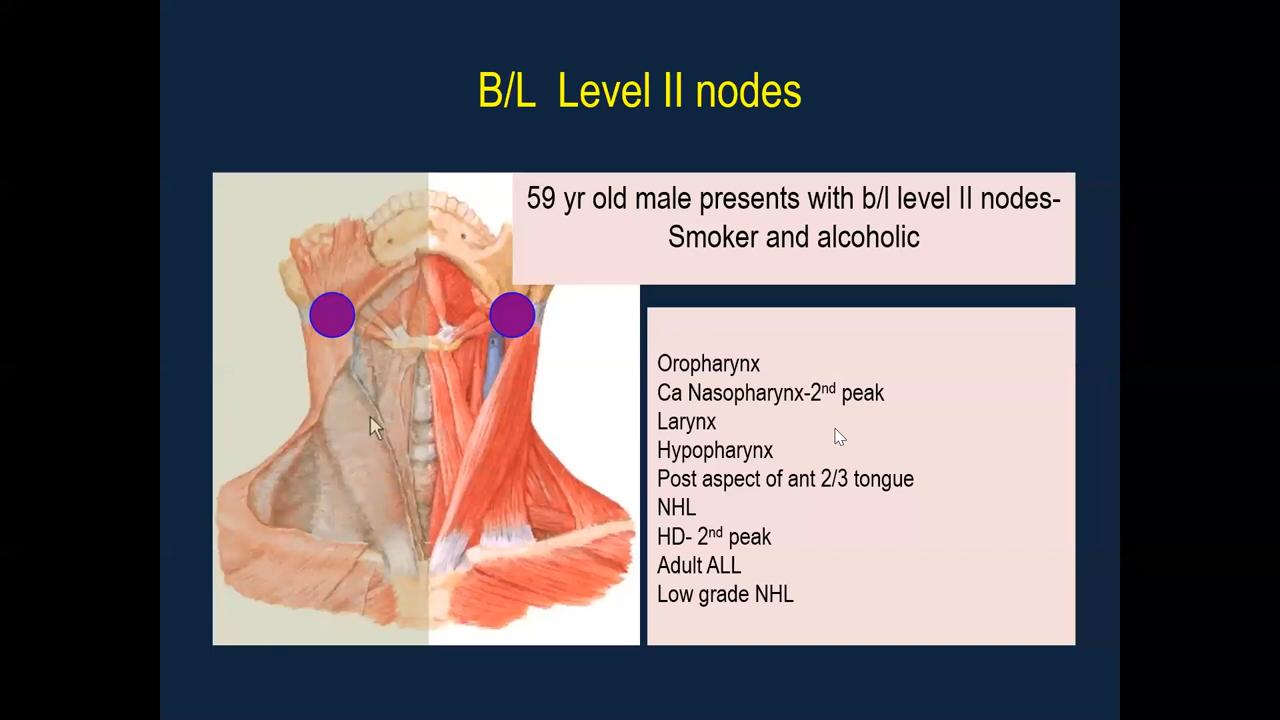 B/L Level II nodes
59 yr old male presents with b/l level II nodes-
Smoker and alcoholic
Oropharynx
Ca Nasopharynx-2nd peak
Larynx
Hypopharynx
Post aspect of ant 2/3 tongue
NHL
HD- 2nd peak
Adult ALL
Low grade NHL